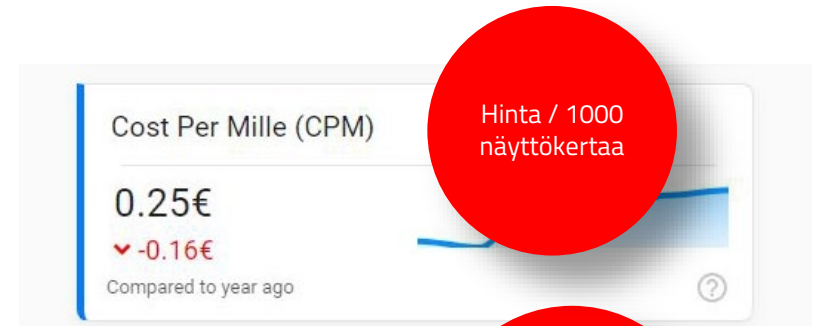 Cost Per Mille (CPM)
Hinta / 1000
näyttökertaa
0.25€
-0.16€
Compared to year ago
?